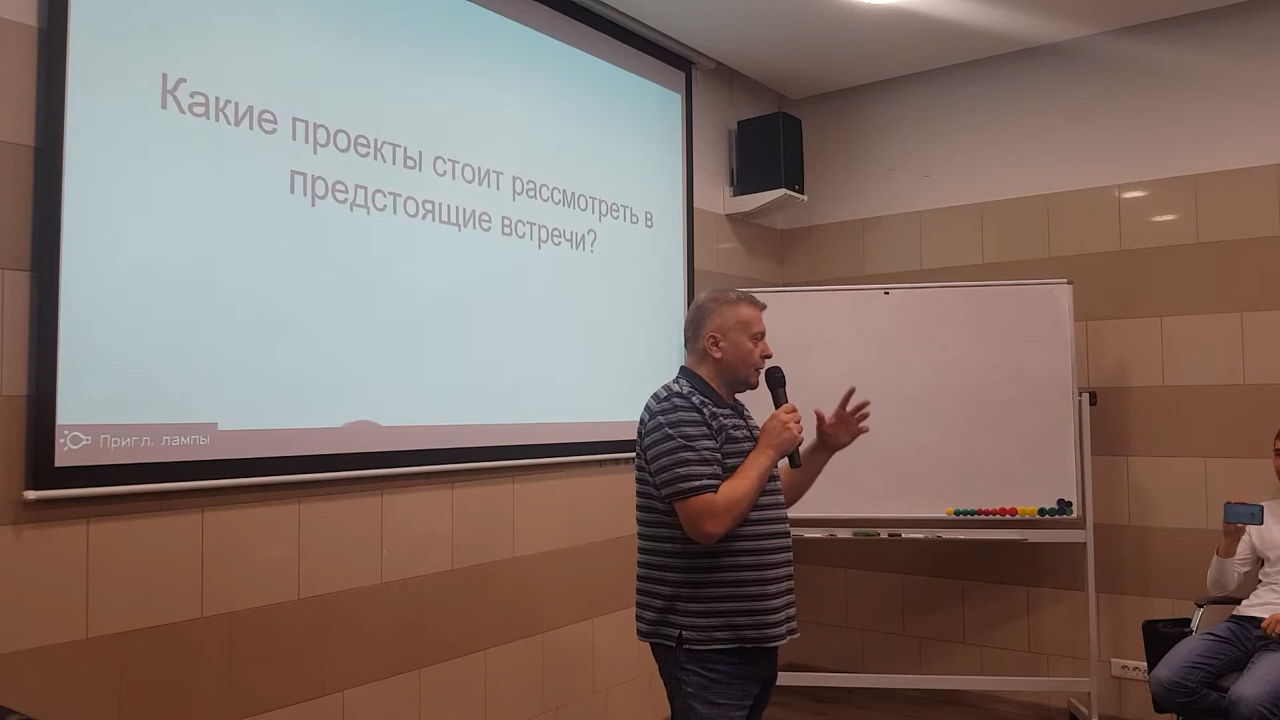 Какие проекты стоит рассмотреть в
предстоящие встречи?
Пригл. лампы